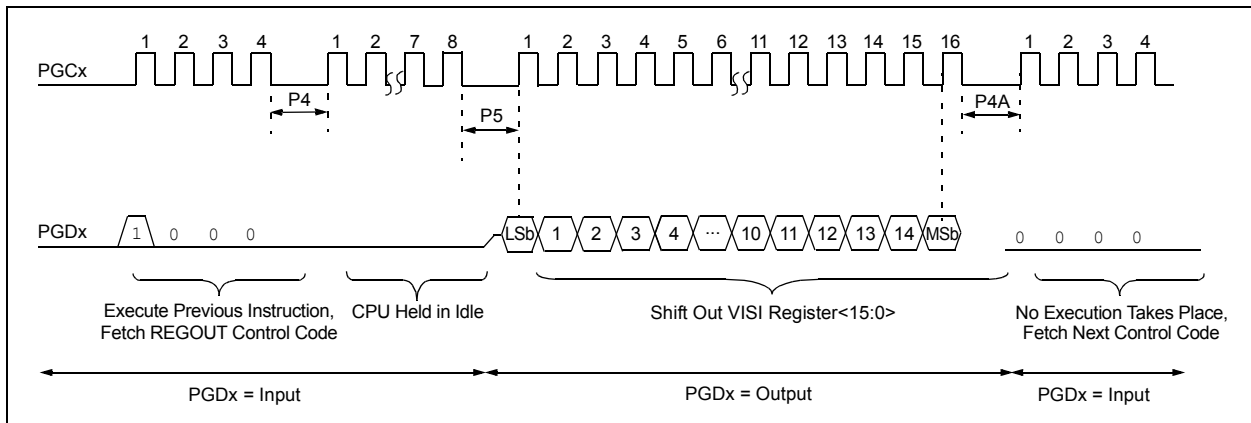 1 2 3 4 1 2 7 8 1 2 3 4 5 6 11 12 13 14 15 16 1 2 3 4
PGCx
P4 P5 P4A
PGDx 1 0 0 0 LSb 1 2 3 4 ... 10 11 12 13 14 MSb 0 0 0 0
Execute Previous Instruction, CPU Held in Idle Shift Out VISI Register<15:0> No Execution Takes Place,
Fetch REGOUT Control Code Fetch Next Control Code
PGDx = Input PGDx = Output PGDx = Input